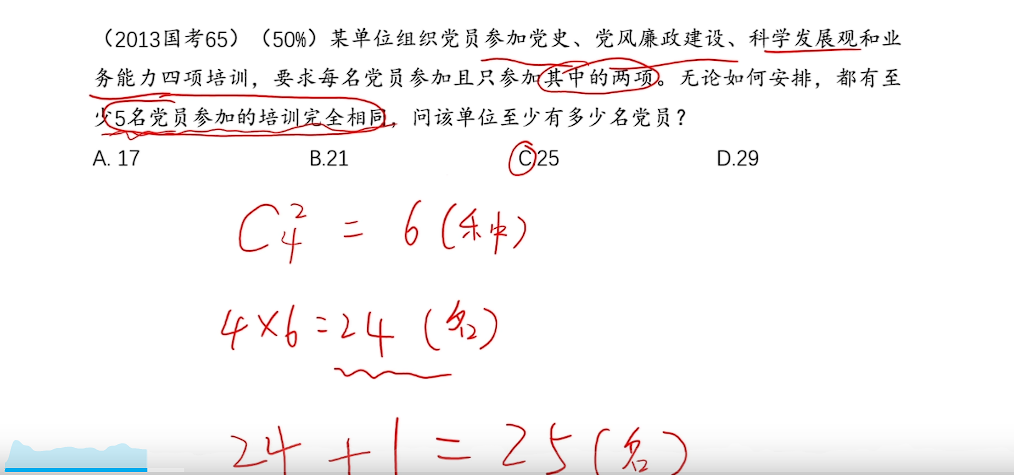 （2013国考65）（50%）某单位组织党员参加党史、党风廉政建设、科学发展观和业
务能力四项培训，要求每名党员参加且只参加其中的两项。无论如何安排，都有至
少5名党员参加的培训完全相同，问该单位至少有多少名党员？
A. 17 B.21 C.25 D.29
C₄² = 6 (种)
4×6=24 (名)
24 + 1 = 25 (名)